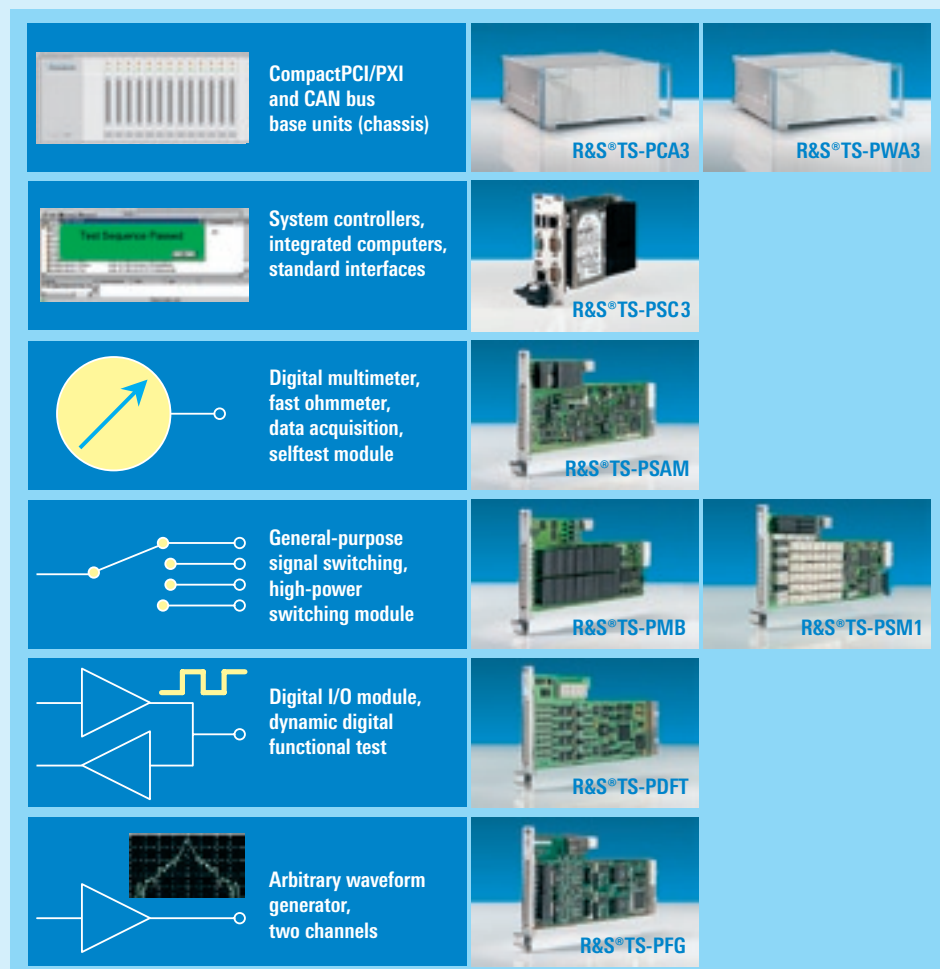 CompactPCI/PXI
and CAN bus
base units (chassis)
R&S®TS-PCA3
R&S®TS-PWA3
Test Sequence Passed
System controllers,
integrated computers,
standard interfaces
R&S®TS-PSC3
Digital multimeter,
fast ohmmeter,
data acquisition,
selftest module
R&S®TS-PSAM
General-purpose
signal switching,
high-power
switching module
R&S®TS-PMB
R&S®TS-PSM1
Digital I/O module,
dynamic digital
functional test
R&S®TS-PDFT
Arbitrary waveform
generator,
two channels
R&S®TS-PFG